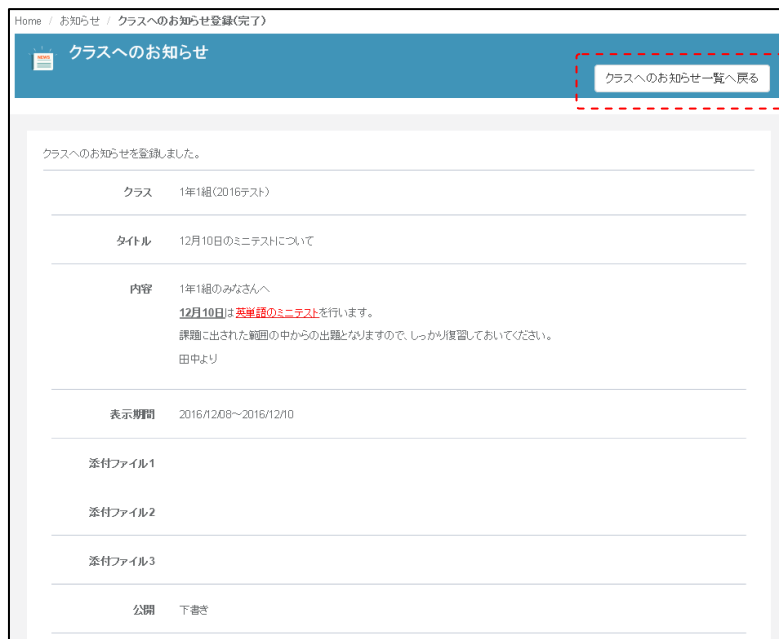 Home / お知らせ / クラスへのお知らせ登録(完了)
NEWS
クラスへのお知らせ
クラスへのお知らせ一覧へ戻る
クラスへのお知らせを登録しました。
クラス 1年1組(2016テスト)
タイトル 12月10日のミニテストについて
内容 1年1組のみなさんへ
12月10日は英単語のミニテストを行います。
課題に出された範囲の中からの出題となりますので、しっかり復習しておいてください。
田中より
表示期間 2016/12/08～2016/12/10
添付ファイル1
添付ファイル2
添付ファイル3
公開 下書き